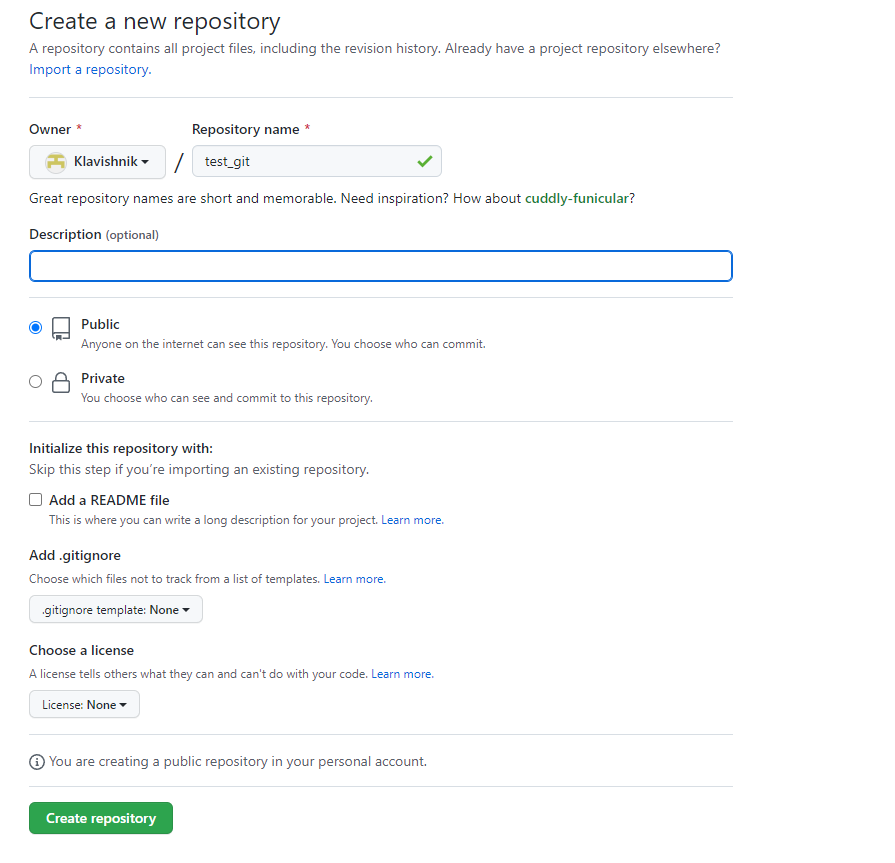 Create a new repository
A repository contains all project files, including the revision history. Already have a project repository elsewhere?
Import a repository.
Owner * Repository name *
Klavishnik / test_git
Great repository names are short and memorable. Need inspiration? How about cuddly-funicular?
Description (optional)
Public
Anyone on the internet can see this repository. You choose who can commit.
Private
You choose who can see and commit to this repository.
Initialize this repository with:
Skip this step if you’re importing an existing repository.
Add a README file
This is where you can write a long description for your project. Learn more.
Add .gitignore
Choose which files not to track from a list of templates. Learn more.
.gitignore template: None
Choose a license
A license tells others what they can and can't do with your code. Learn more.
License: None
You are creating a public repository in your personal account.
Create repository